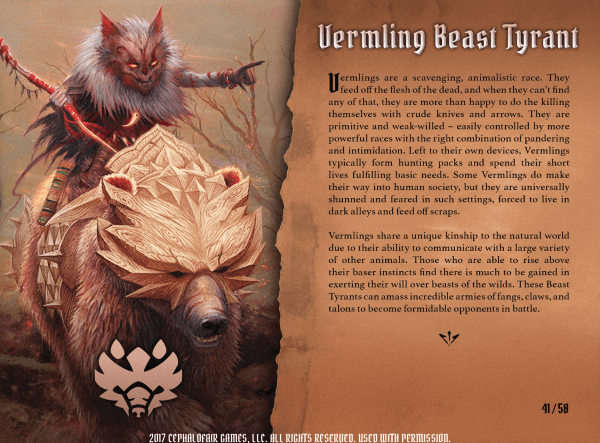 Vermling Beast Tyrant
Vermlings are a scavenging, animalistic race. They
feed off the flesh of the dead, and when they can't find
any of that, they are more than happy to do the killing
themselves with crude knives and arrows. They are
primitive and weak-willed – easily controlled by more
powerful races with the right combination of pandering
and intimidation. Left to their own devices, Vermlings
typically form hunting packs and spend their short
lives fulfilling basic needs. Some Vermlings do make
their way into human society, but they are universally
shunned and feared in such settings, forced to live in
dark alleys and feed off scraps.
Vermlings share a unique kinship to the natural world
due to their ability to communicate with a large variety
of other animals. Those who are able to rise above
their baser instincts find there is much to be gained in
exerting their will over beasts of the wilds. These Beast
Tyrants can amass incredible armies of fangs, claws, and
talons to become formidable opponents in battle.
41/58
2017 CEPHALOFAIR GAMES, LLC. ALL RIGHTS RESERVED. USED WITH PERMISSION.